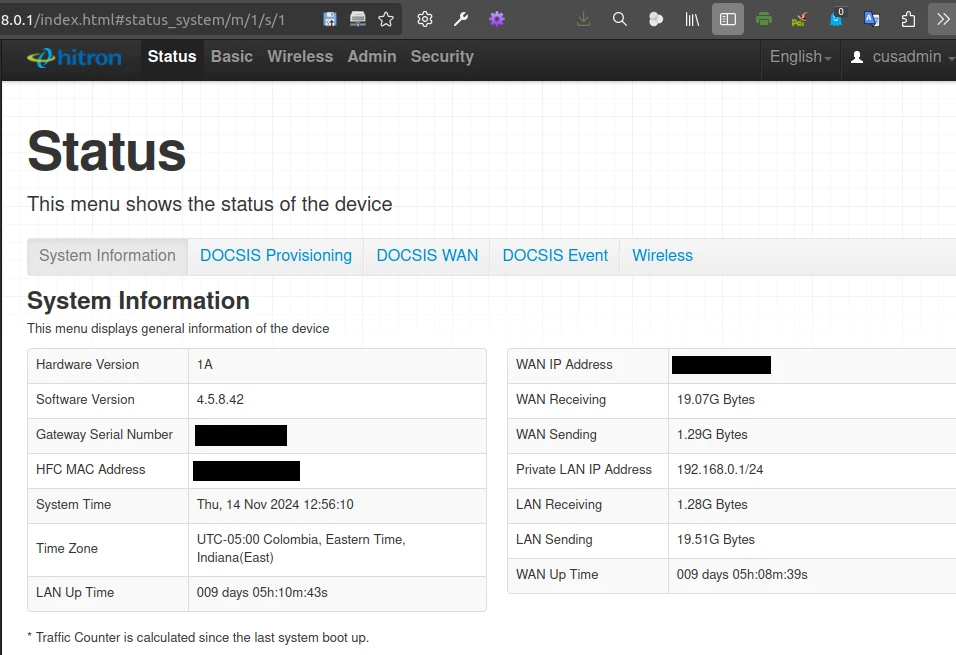 8.0.1/index.html#status_system/m/1/s/1
0
hitron Status Basic Wireless Admin Security English cusadmin
Status
This menu shows the status of the device
System Information DOCSIS Provisioning DOCSIS WAN DOCSIS Event Wireless
System Information
This menu displays general information of the device
Hardware Version 1A
Software Version 4.5.8.42
Gateway Serial Number
HFC MAC Address
System Time Thu, 14 Nov 2024 12:56:10
Time Zone UTC-05:00 Colombia, Eastern Time,
Indiana(East)
LAN Up Time 009 days 05h:10m:43s
WAN IP Address
WAN Receiving 19.07G Bytes
WAN Sending 1.29G Bytes
Private LAN IP Address 192.168.0.1/24
LAN Receiving 1.28G Bytes
LAN Sending 19.51G Bytes
WAN Up Time 009 days 05h:08m:39s
* Traffic Counter is calculated since the last system boot up.